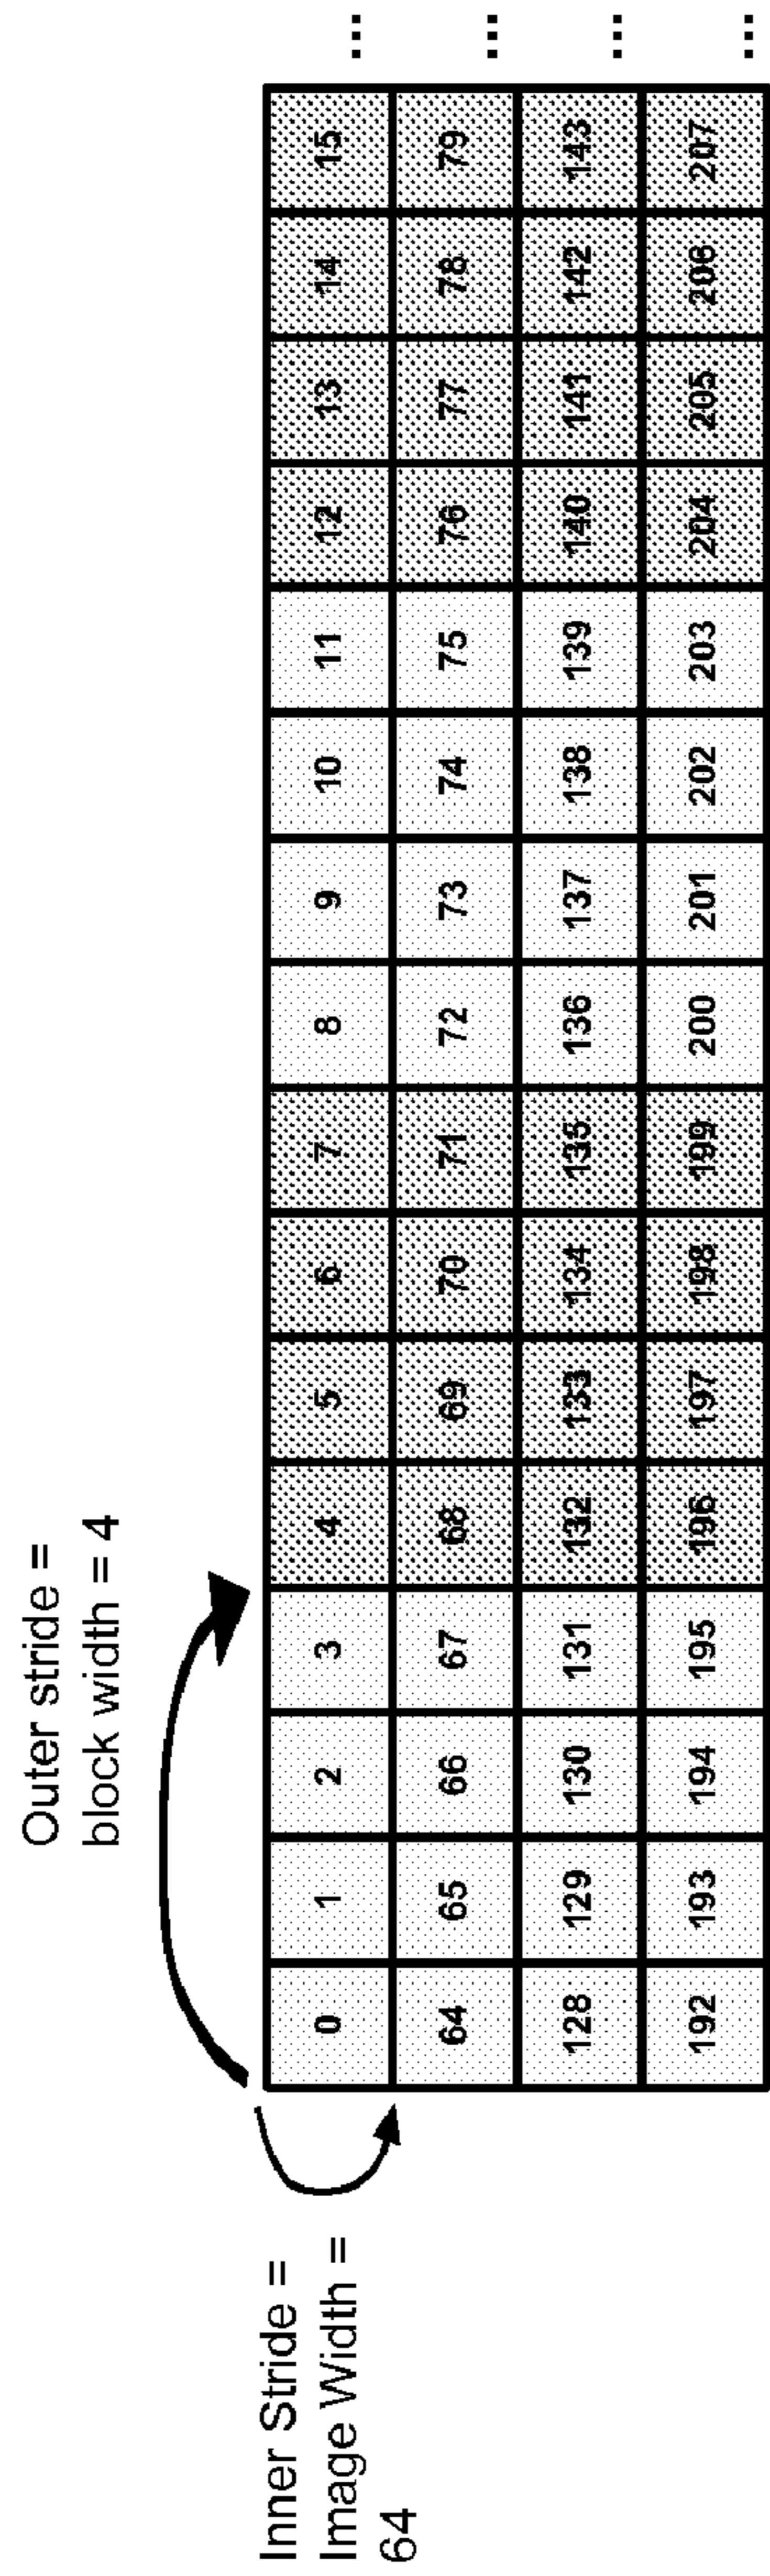 Outer stride =
block width = 4
Inner Stride =
Image Width =
64
0 1 2 3 4 5 6 7 8 9 10 11 12 13 14 15 ...
64 65 66 67 68 69 70 71 72 73 74 75 76 77 78 79 ...
128 129 130 131 132 133 134 135 136 137 138 139 140 141 142 143 ...
192 193 194 195 196 197 198 199 200 201 202 203 204 205 206 207 ...